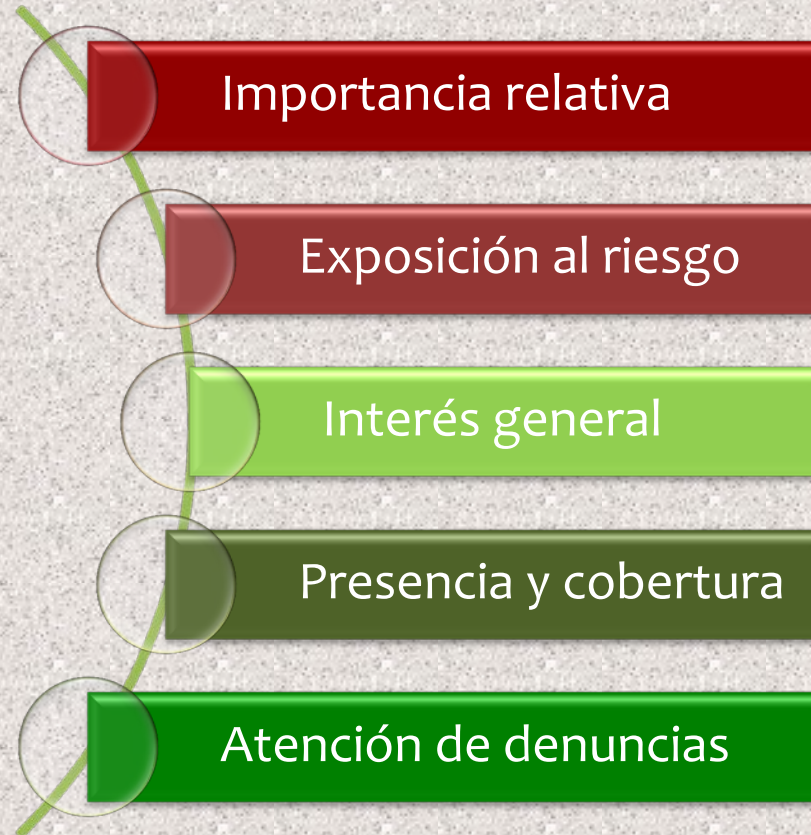 Importancia relativa
Exposición al riesgo
Interés general
Presencia y cobertura
Atención de denuncias